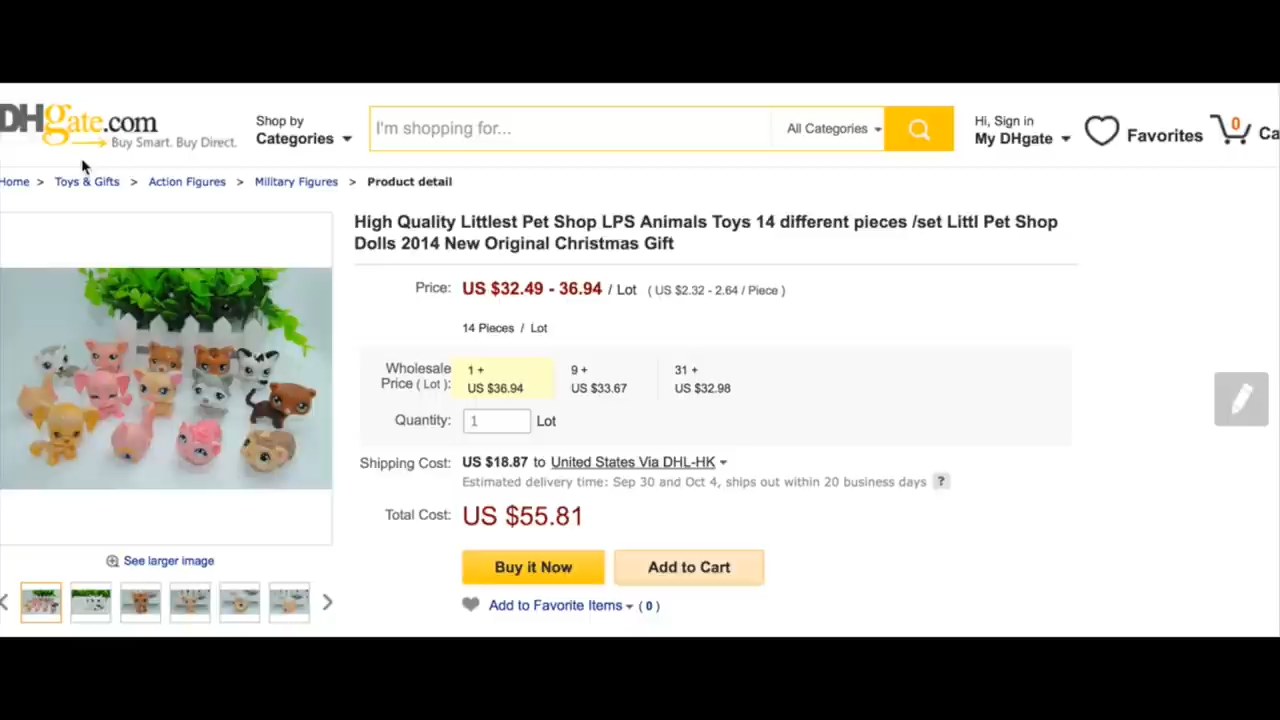 DHgate.com
Buy Smart. Buy Direct.
Shop by
Categories
I'm shopping for...
All Categories
Hi, Sign in
My DHgate
Favorites
0
Ca
Home > Toys & Gifts > Action Figures > Military Figures > Product detail
High Quality Littlest Pet Shop LPS Animals Toys 14 different pieces /set Littl Pet Shop
Dolls 2014 New Original Christmas Gift
Price: US $32.49 - 36.94 / Lot ( US $2.32 - 2.64 / Piece )
14 Pieces / Lot
Wholesale
Price ( Lot ):
1 +
US $36.94
9 +
US $33.67
31 +
US $32.98
Quantity: 1 Lot
Shipping Cost: US $18.87 to United States Via DHL-HK
Estimated delivery time: Sep 30 and Oct 4, ships out within 20 business days ?
Total Cost: US $55.81
Buy it Now
Add to Cart
Add to Favorite Items ( 0 )
See larger image